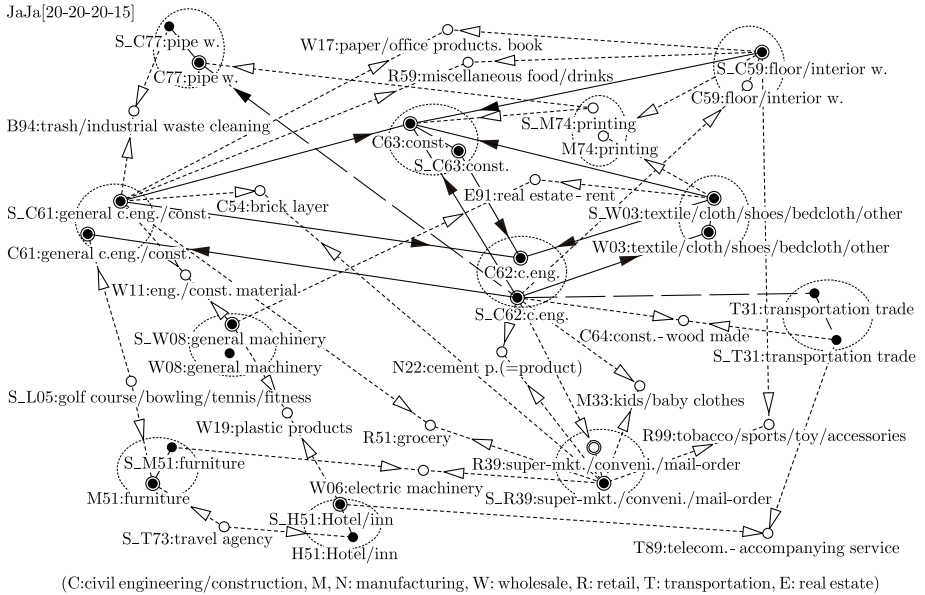 JaJa[20-20-20-15]
S_C77:pipe w.
W17:paper/office products. book
S_C59:floor/interior w.
C77:pipe w.
R59:miscellaneous food/drinks
C59:floor/interior w.
B94:trash/industrial waste cleaning
S_M74:printing
C63:const.
M74:printing
S_C63:const.
E91:real estate-rent
C54:brick layer
S_C61:general c.eng./const.
S_W03:textile/cloth/shoes/bedcloth/other
W03:textile/cloth/shoes/bedcloth/other
C61:general c.eng./const.
C62:c.eng.
W11:eng./const. material
T31:transportation trade
S_C62:c.eng.
S_W08:general machinery
C64:const.-wood made
S_T31:transportation trade
W08:general machinery
N22:cement p.(=product)
S_L05:golf course/bowling/tennis/fitness
M33:kids/baby clothes
W19:plastic products
R51:grocery
R99:tobacco/sports/toy/accessories
S_M51:furniture
R39:super-mkt./conveni./mail-order
W06:electric machinery
M51:furniture
S_R39:super-mkt./conveni./mail-order
S_H51:Hotel/inn
S_T73:travel agency
H51:Hotel/inn
T89:telecom.-accompanying service
(C:civil engineering/construction, M, N: manufacturing, W: wholesale, R: retail, T: transportation, E: real estate)